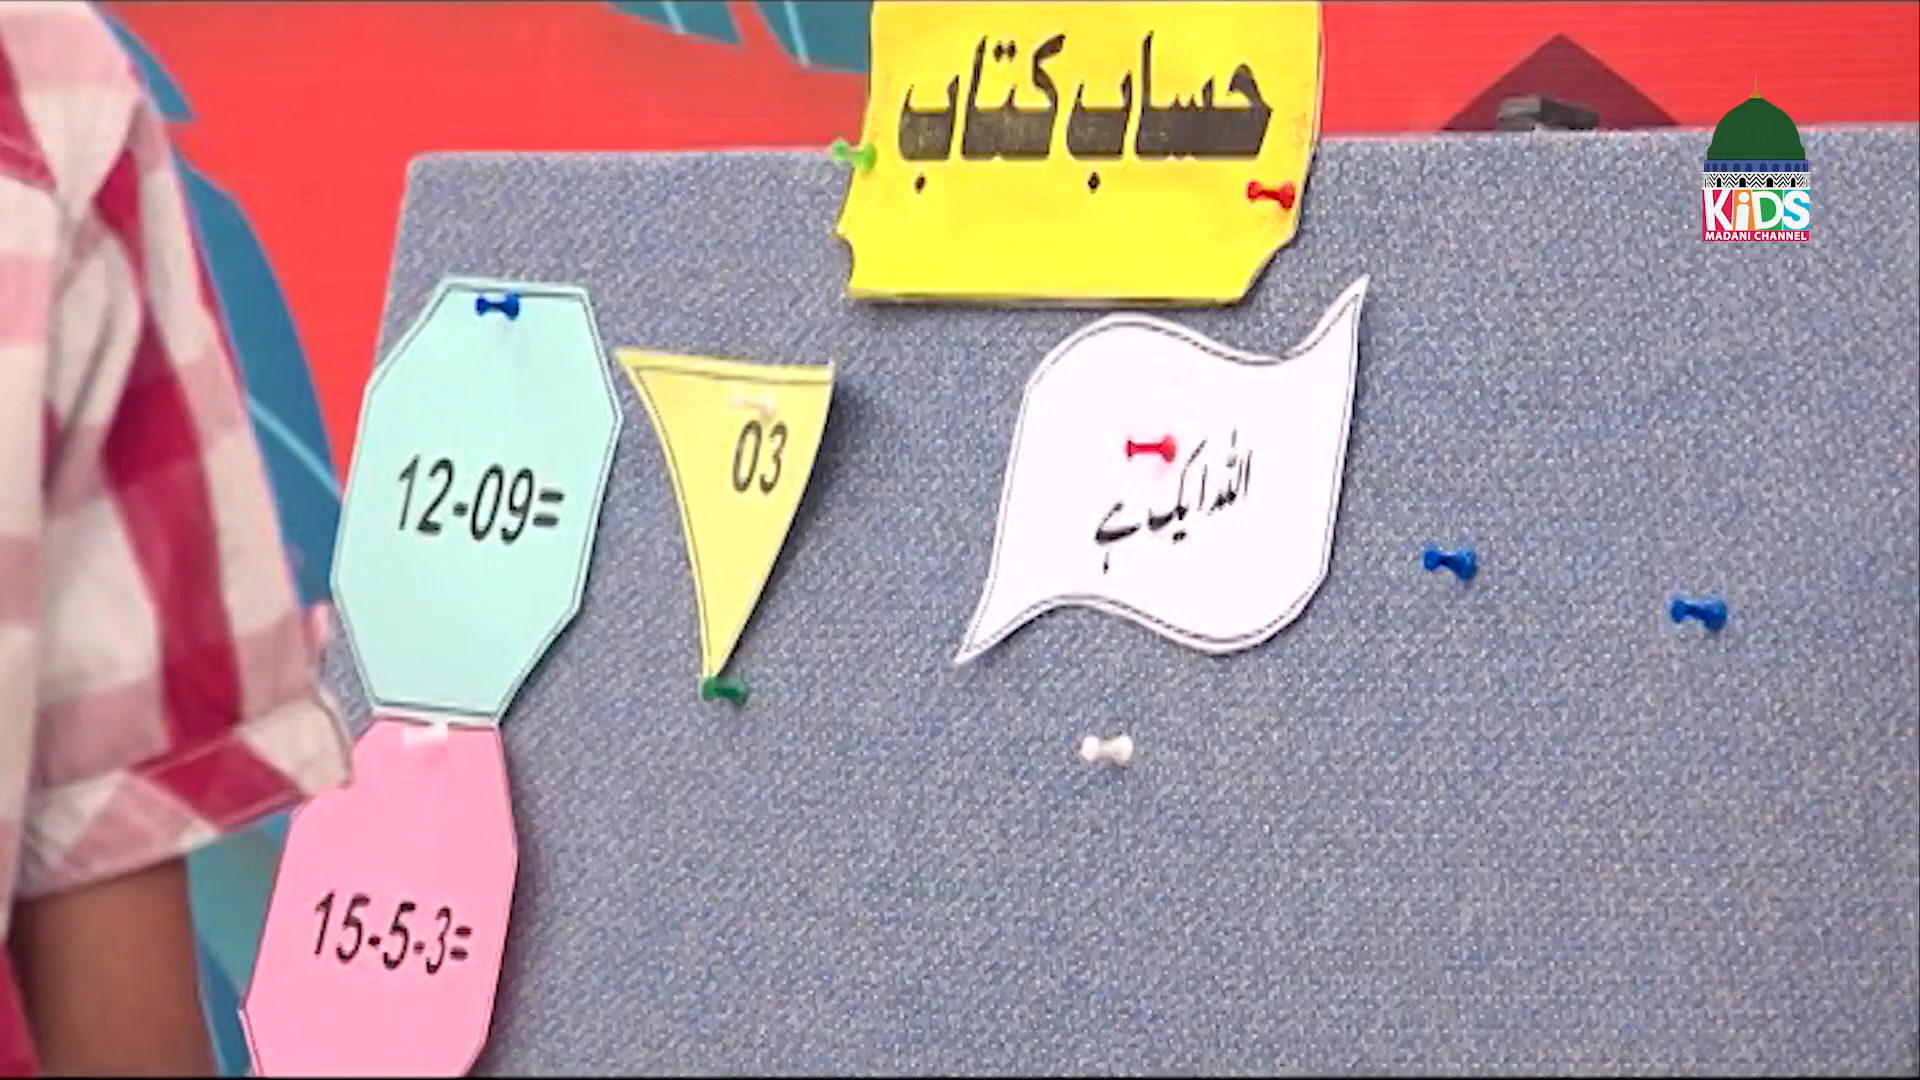 حساب کتاب
KiDS
MADANI CHANNEL
12-09=
03
اللہ ایک ہے
15-5-3=